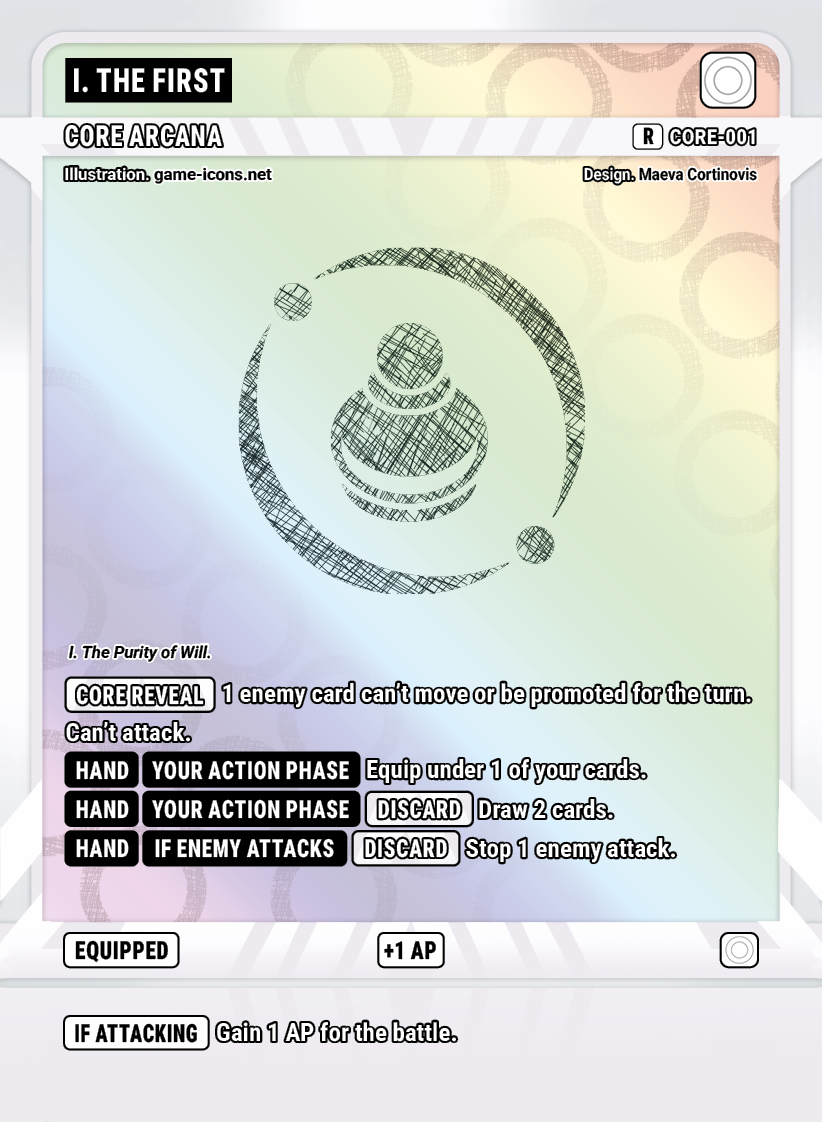 I. THE FIRST
CORE ARCANA
R CORE-001
Illustration. game-icons.net
Design. Maeva Cortinovis
I. The Purity of Will.
CORE REVEAL 1 enemy card can't move or be promoted for the turn.
Can't attack.
HAND YOUR ACTION PHASE Equip under 1 of your cards.
HAND YOUR ACTION PHASE DISCARD Draw 2 cards.
HAND IF ENEMY ATTACKS DISCARD Stop 1 enemy attack.
EQUIPPED +1 AP
IF ATTACKING Gain 1 AP for the battle.